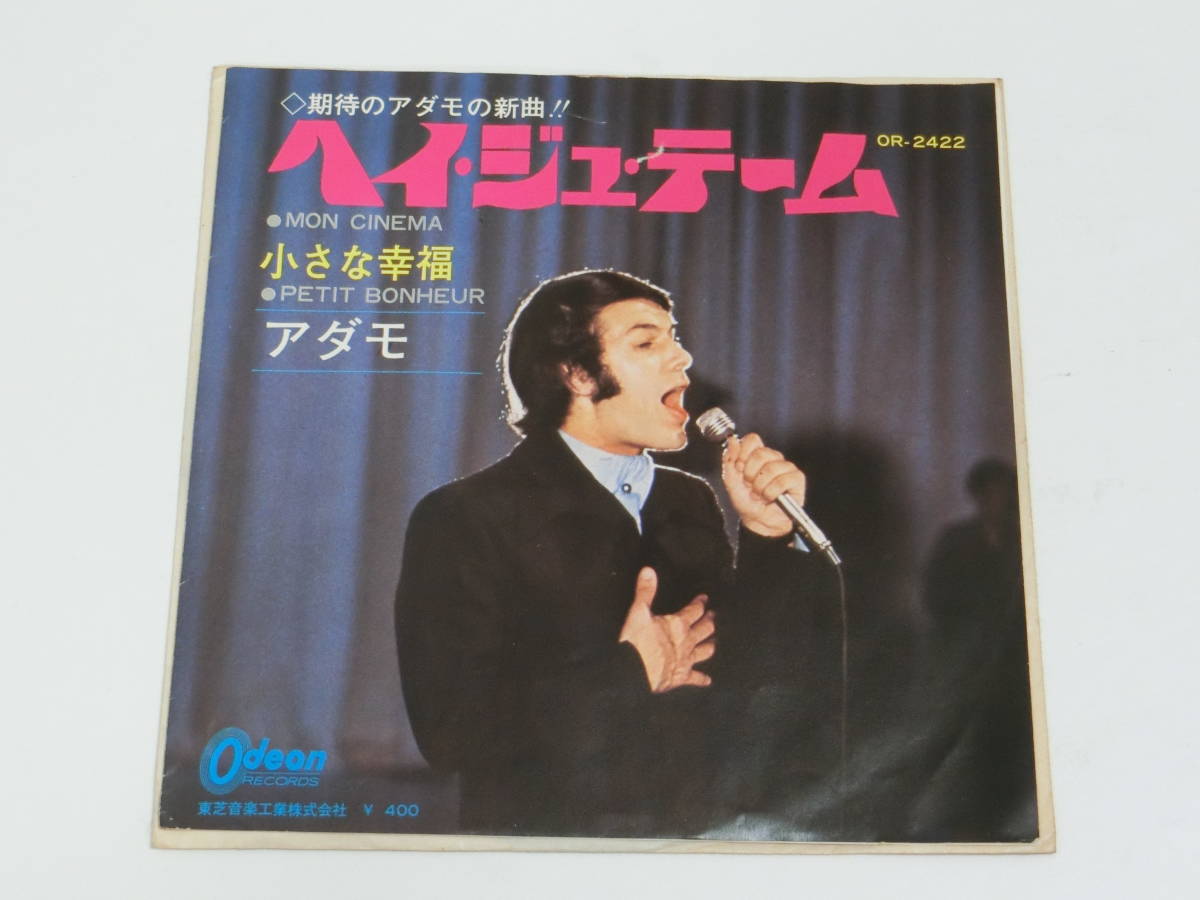 ◇期待のアダモの新曲!!
ヘイ・ジュ・テーム
OR-2422
●MON CINEMA
小さな幸福
●PETIT BONHEUR
アダモ
Odeon
RECORDS
東芝音楽工業株式会社 ¥ 400